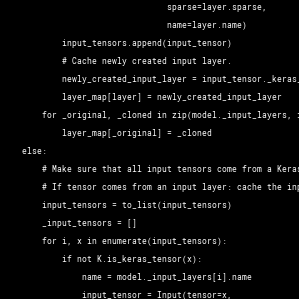 sparse=layer.sparse,
name=layer.name)
input_tensors.append(input_tensor)
# Cache newly created input layer.
newly_created_input_layer = input_tensor._keras_
layer_map[layer] = newly_created_input_layer
for _original, _cloned in zip(model._input_layers,
layer_map[_original] = _cloned
else:
# Make sure that all input tensors come from a Keras
# If tensor comes from an input layer: cache the
input_tensors = to_list(input_tensors)
_input_tensors = []
for i, x in enumerate(input_tensors):
if not K.is_keras_tensor(x):
name = model._input_layers[i].name
input_tensor = Input(tensor=x,